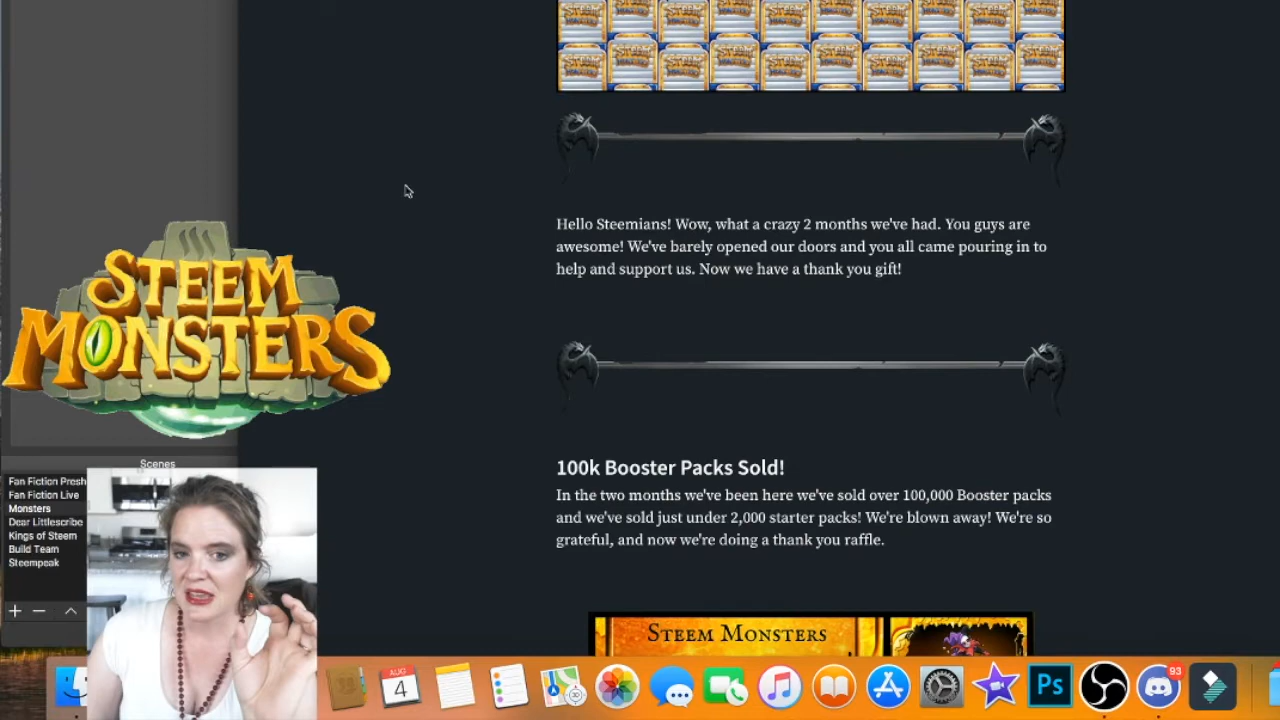 STEEM
MONSTERS
Hello Steemians! Wow, what a crazy 2 months we've had. You guys are
awesome! We've barely opened our doors and you all came pouring in to
help and support us. Now we have a thank you gift!
100k Booster Packs Sold!
In the two months we've been here we've sold over 100,000 Booster packs
and we've sold just under 2,000 starter packs! We're blown away! We're so
grateful, and now we're doing a thank you raffle.
STEEM MONSTERS
Scenes
Fan Fiction Presh
Fan Fiction Live
Monsters
Dear Littlescribe
Kings of Steem
Build Team
Steempeak
AUG
4
3D
Ps
93